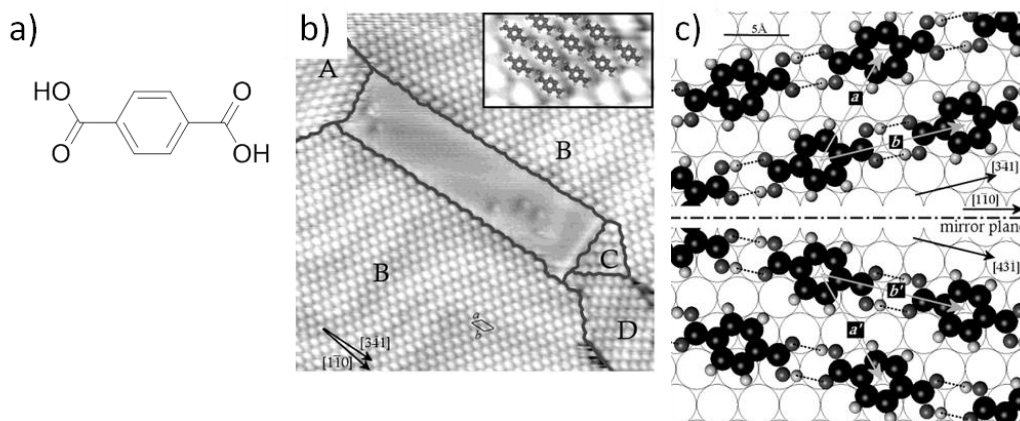 a)
HO
O
O
OH
b)
A
B
B
C
D
a
b
[34̄1]
[11̄0]
c)
5Å
a
b
[34̄1]
[11̄0]
mirror plane
[43̄1̄]
b'
a'